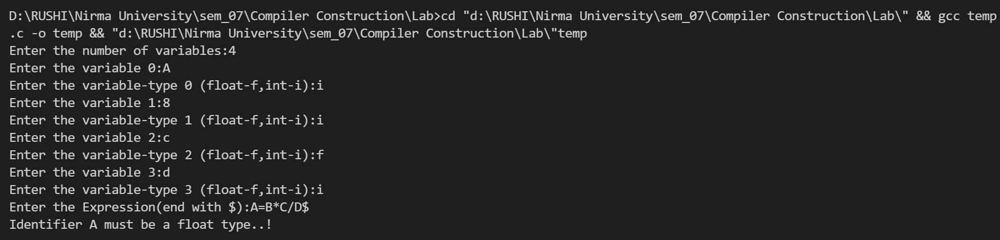 D:\RUSHI\Nirma University\sem_07\Compiler Construction\Lab>cd "d:\RUSHI\Nirma University\sem_07\Compiler Construction\Lab\" && gcc temp
.c -o temp && "d:\RUSHI\Nirma University\sem_07\Compiler Construction\Lab\"temp
Enter the number of variables:4
Enter the variable 0:A
Enter the variable-type 0 (float-f,int-i):i
Enter the variable 1:8
Enter the variable-type 1 (float-f,int-i):i
Enter the variable 2:c
Enter the variable-type 2 (float-f,int-i):f
Enter the variable 3:d
Enter the variable-type 3 (float-f,int-i):i
Enter the Expression(end with $):A=B*C/D$
Identifier A must be a float type..!